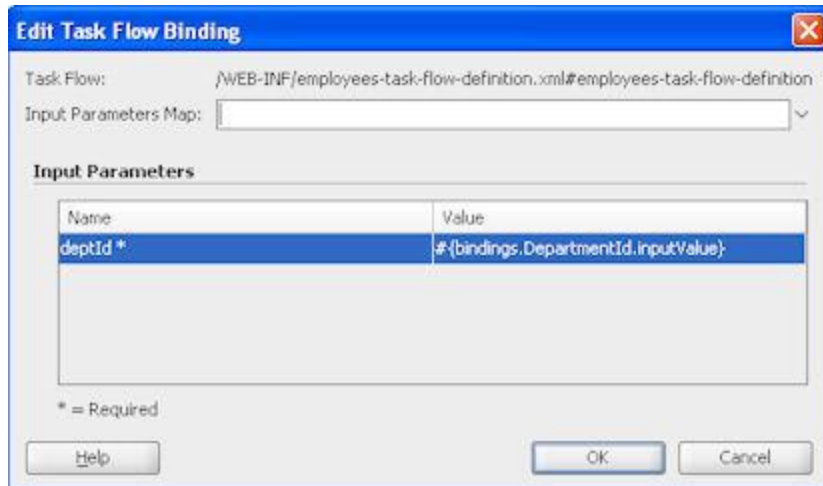 Edit Task Flow Binding
Task Flow: /WEB-INF/employees-task-flow-definition.xml#employees-task-flow-definition
Input Parameters Map:
Input Parameters
Name Value
deptId * #{bindings.DepartmentId.inputValue}
* = Required
Help OK Cancel